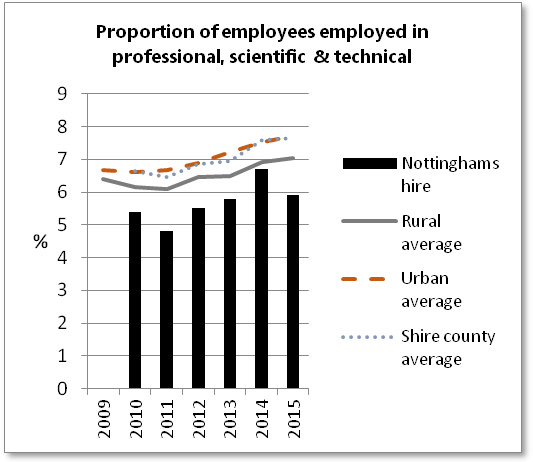 Proportion of employees employed in
professional, scientific & technical
9
8
7
6
5
4
3
2
1
0
%
2009
2010
2011
2012
2013
2014
2015
Nottinghams
hire
Rural
average
Urban
average
Shire county
average